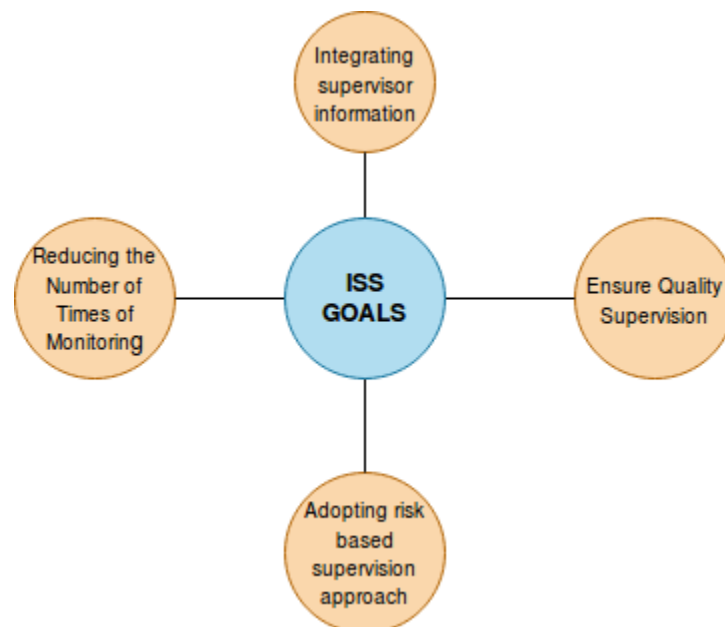 Integrating
supervisor
information
Reducing the
Number of
Times of
Monitoring
ISS
GOALS
Ensure Quality
Supervision
Adopting risk
based
supervision
approach